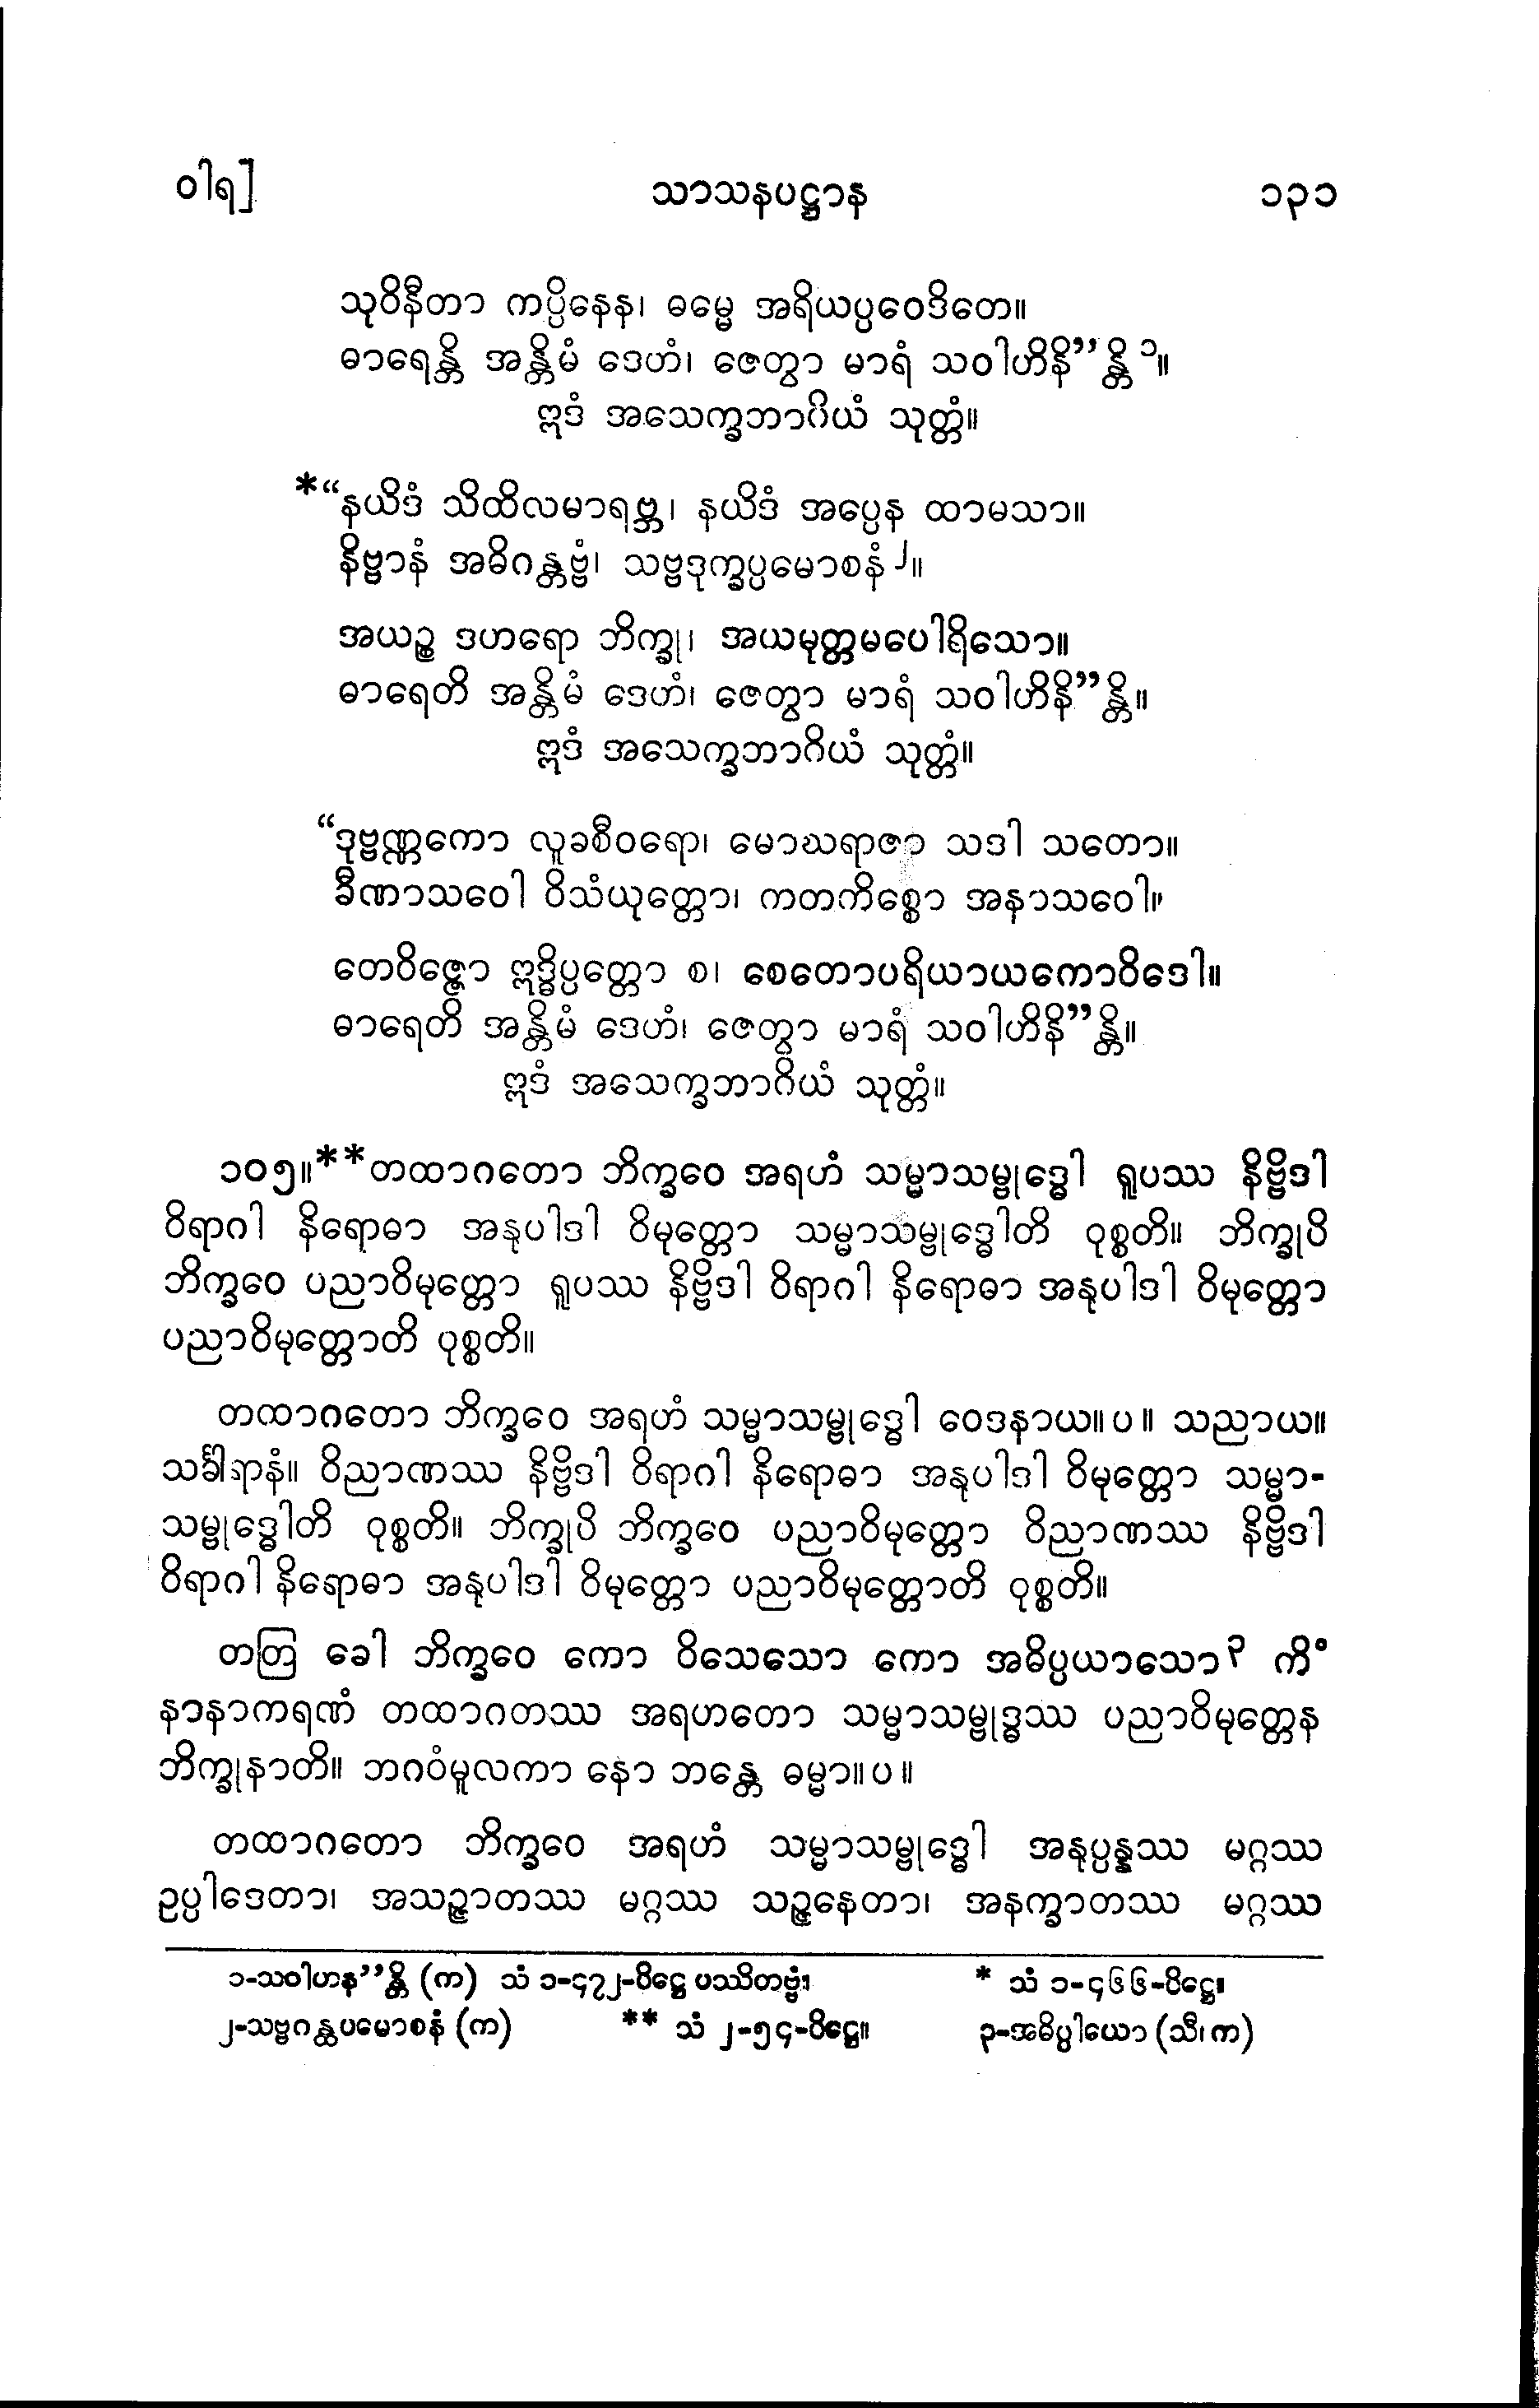 ဝါရ] သာသနပဋ္ဌာန ၁၃၁
သုဝိနီတာ ကပ္ပိနေန၊ ဓမ္မေ အရိယပ္ပဝေဒိတေ။
ဓာရေန္တိ အန္တိမံ ဒေဟံ၊ ဇေတွာ မာရံ သဝါဟိနိ”န္တိ ၁။
ဣဒံ အသေက္ခဘာဂိယံ သုတ္တံ။
*“နယိဒံ သိထိလမာရဗ္ဘ၊ နယိဒံ အပ္ပေန ထာမသာ။
နိဗ္ဗာနံ အဓိဂန္တဗ္ဗံ၊ သဗ္ဗဒုက္ခပ္ပမောစနံ ၂။
အယဉ္စ ဒဟရော ဘိက္ခု၊ အယမုတ္တမပေါရိသော။
ဓာရေတိ အန္တိမံ ဒေဟံ၊ ဇေတွာ မာရံ သဝါဟိနိ”န္တိ။
ဣဒံ အသေက္ခဘာဂိယံ သုတ္တံ။
“ဒုဗ္ဗဏ္ဏကော လူခစီဝရော၊ မောဃရာဇာ သဒါ သတော။
ခီဏာသဝေါ ဝိသံယုတ္တော၊ ကတကိစ္စော အနာသဝေါ။
တေဝိဇ္ဇော ဣဒ္ဓိပ္ပတ္တော စ၊ စေတောပရိယာယကောဝိဒေါ။
ဓာရေတိ အန္တိမံ ဒေဟံ၊ ဇေတွာ မာရံ သဝါဟိနိ”န္တိ။
ဣဒံ အသေက္ခဘာဂိယံ သုတ္တံ။
၁၀၅။**တထာဂတော ဘိက္ခဝေ အရဟံ သမ္မာသမ္ဗုဒ္ဓေါ ရူပဿ နိဗ္ဗိဒါ
ဝိရာဂါ နိရောဓာ အနုပါဒါ ဝိမုတ္တော သမ္မာသမ္ဗုဒ္ဓေါတိ ဝုစ္စတိ။ ဘိက္ခုပိ
ဘိက္ခဝေ ပညာဝိမုတ္တော ရူပဿ နိဗ္ဗိဒါ ဝိရာဂါ နိရောဓာ အနုပါဒါ ဝိမုတ္တော
ပညာဝိမုတ္တောတိ ဝုစ္စတိ။
တထာဂတော ဘိက္ခဝေ အရဟံ သမ္မာသမ္ဗုဒ္ဓေါ ဝေဒနာယ။ပ။ သညာယ။
သင်္ခါရာနံ။ ဝိညာဏဿ နိဗ္ဗိဒါ ဝိရာဂါ နိရောဓာ အနုပါဒါ ဝိမုတ္တော သမ္မာ-
သမ္ဗုဒ္ဓေါတိ ဝုစ္စတိ။ ဘိက္ခုပိ ဘိက္ခဝေ ပညာဝိမုတ္တော ဝိညာဏဿ နိဗ္ဗိဒါ
ဝိရာဂါ နိရောဓာ အနုပါဒါ ဝိမုတ္တော ပညာဝိမုတ္တောတိ ဝုစ္စတိ။
တတြ ခေါ ဘိက္ခဝေ ကော ဝိသေသော ကော အဓိပ္ပယာသော ၃ ကိံ
နာနာကရဏံ တထာဂတဿ အရဟတော သမ္မာသမ္ဗုဒ္ဓဿ ပညာဝိမုတ္တေန
ဘိက္ခုနာတိ။ ဘဂဝံမူလကာ နော ဘန္တေ ဓမ္မာ။ပ။
တထာဂတော ဘိက္ခဝေ အရဟံ သမ္မာသမ္ဗုဒ္ဓေါ အနုပ္ပန္နဿ မဂ္ဂဿ
ဥပ္ပါဒေတာ၊ အသဉ္ဇာတဿ မဂ္ဂဿ သဉ္ဇနေတာ၊ အနက္ခာတဿ မဂ္ဂဿ
၁-သဝါဟန”န္တိ (က) သံ ၁-၄၇၂-ပိဋ္ဌေ ပဿိတဗ္ဗံ၊ * သံ ၁-၄၆၆-ပိဋ္ဌေ။
၂-သဗ္ဗဂန္ထပမောစနံ (က) ** သံ ၂-၅၄-ပိဋ္ဌေ။ ၃-အဓိပ္ပါယော (သီ၊ က)